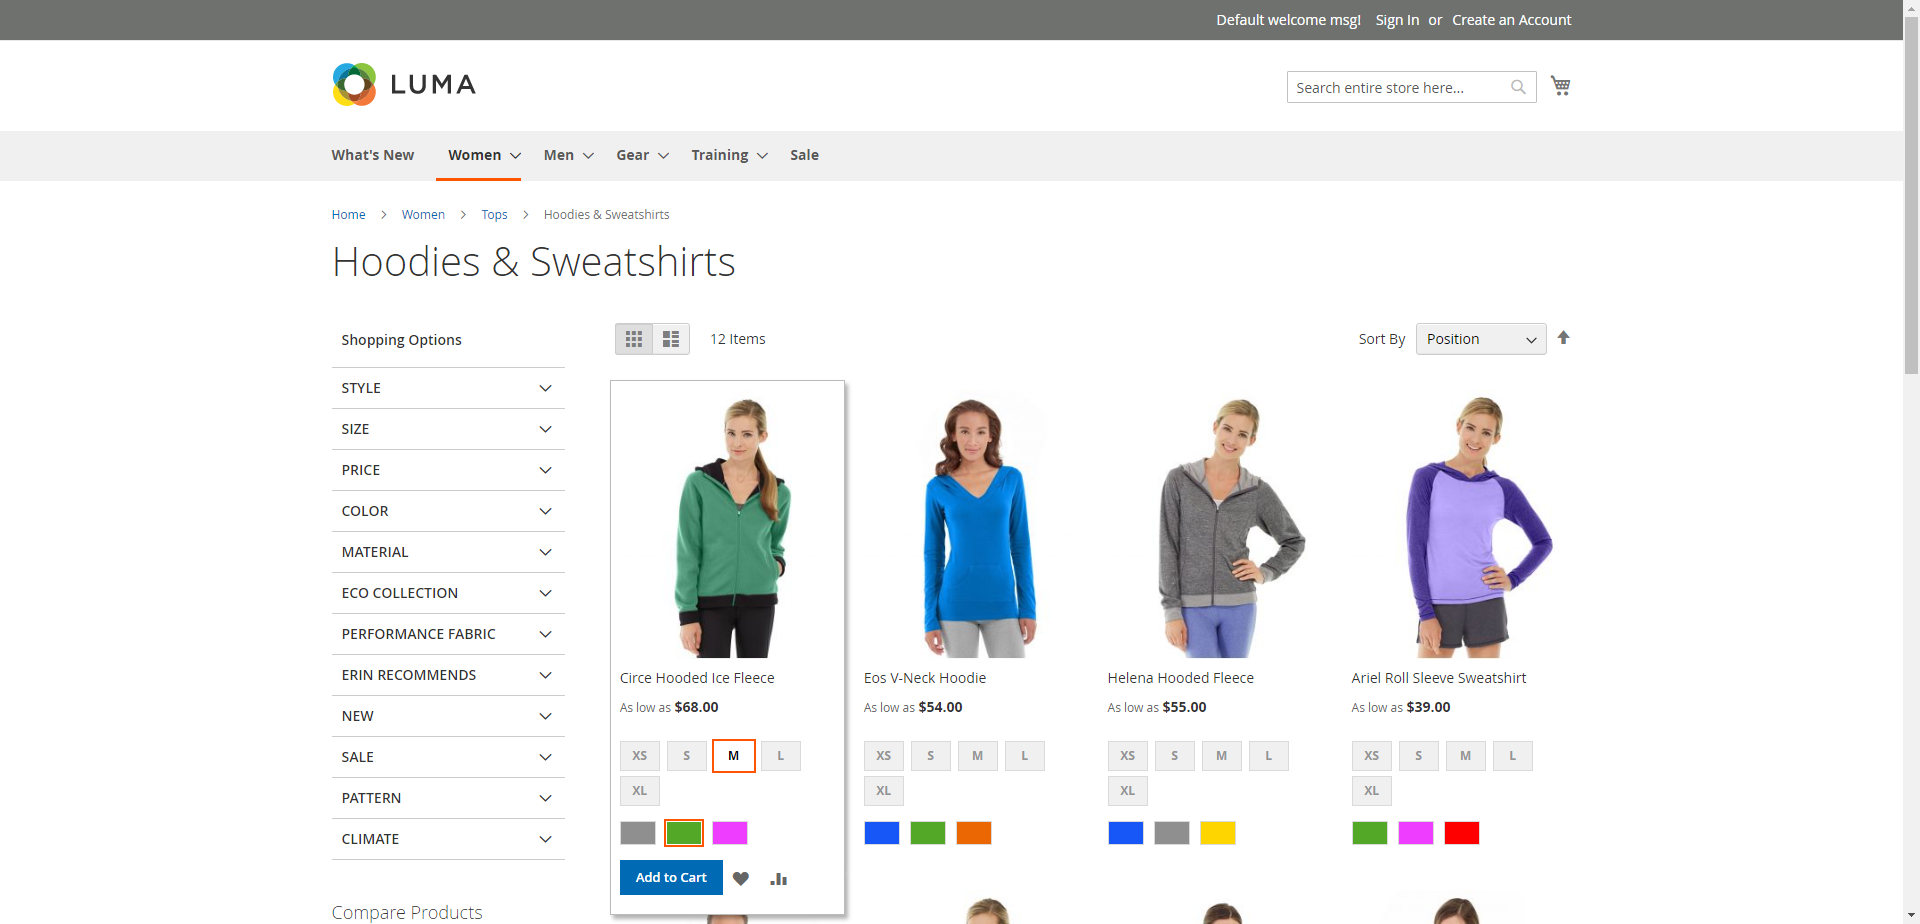 Default welcome msg! Sign In or Create an Account
LUMA
Search entire store here...
What's New Women Men Gear Training Sale
Home > Women > Tops > Hoodies & Sweatshirts
Hoodies & Sweatshirts
Shopping Options
12 Items
Sort By Position
STYLE
SIZE
PRICE
COLOR
MATERIAL
ECO COLLECTION
PERFORMANCE FABRIC
ERIN RECOMMENDS
NEW
SALE
PATTERN
CLIMATE
Compare Products
Circe Hooded Ice Fleece
As low as $68.00
XS S M L
XL
Add to Cart
Eos V-Neck Hoodie
As low as $54.00
XS S M L
XL
Helena Hooded Fleece
As low as $55.00
XS S M L
XL
Ariel Roll Sleeve Sweatshirt
As low as $39.00
XS S M L
XL